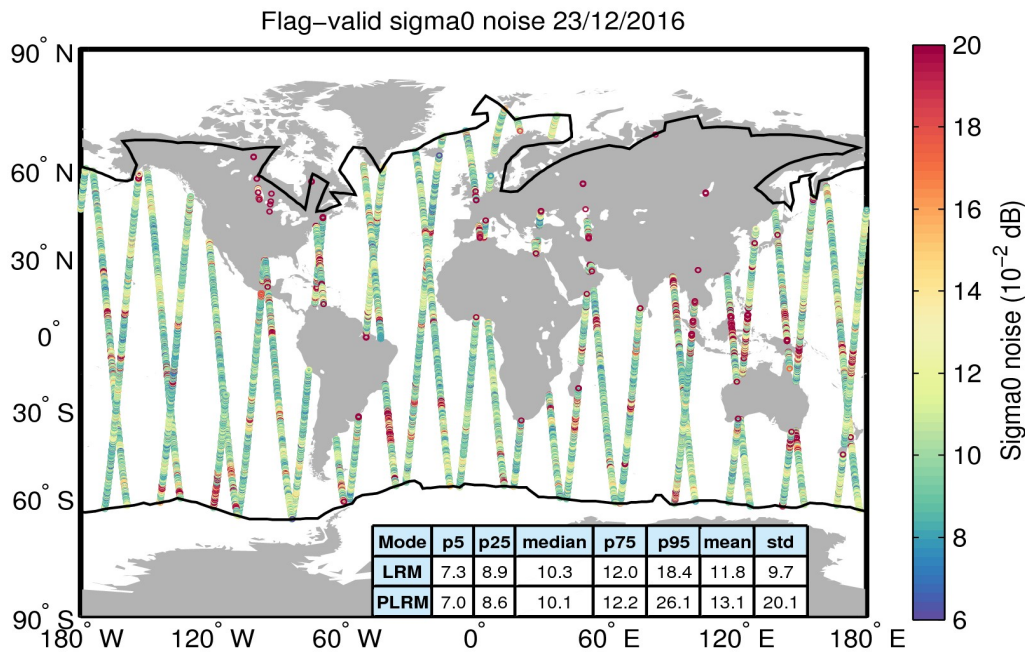 Flag−valid sigma0 noise 23/12/2016
90° N
60° N
30° N
0°
30° S
60° S
90° S
180° W
120° W
60° W
0°
60° E
120° E
180° E
Mode p5 p25 median p75 p95 mean std
LRM 7.3 8.9 10.3 12.0 18.4 11.8 9.7
PLRM 7.0 8.6 10.1 12.2 26.1 13.1 20.1
20
18
16
14
12
10
8
6
Sigma0 noise (10⁻² dB)